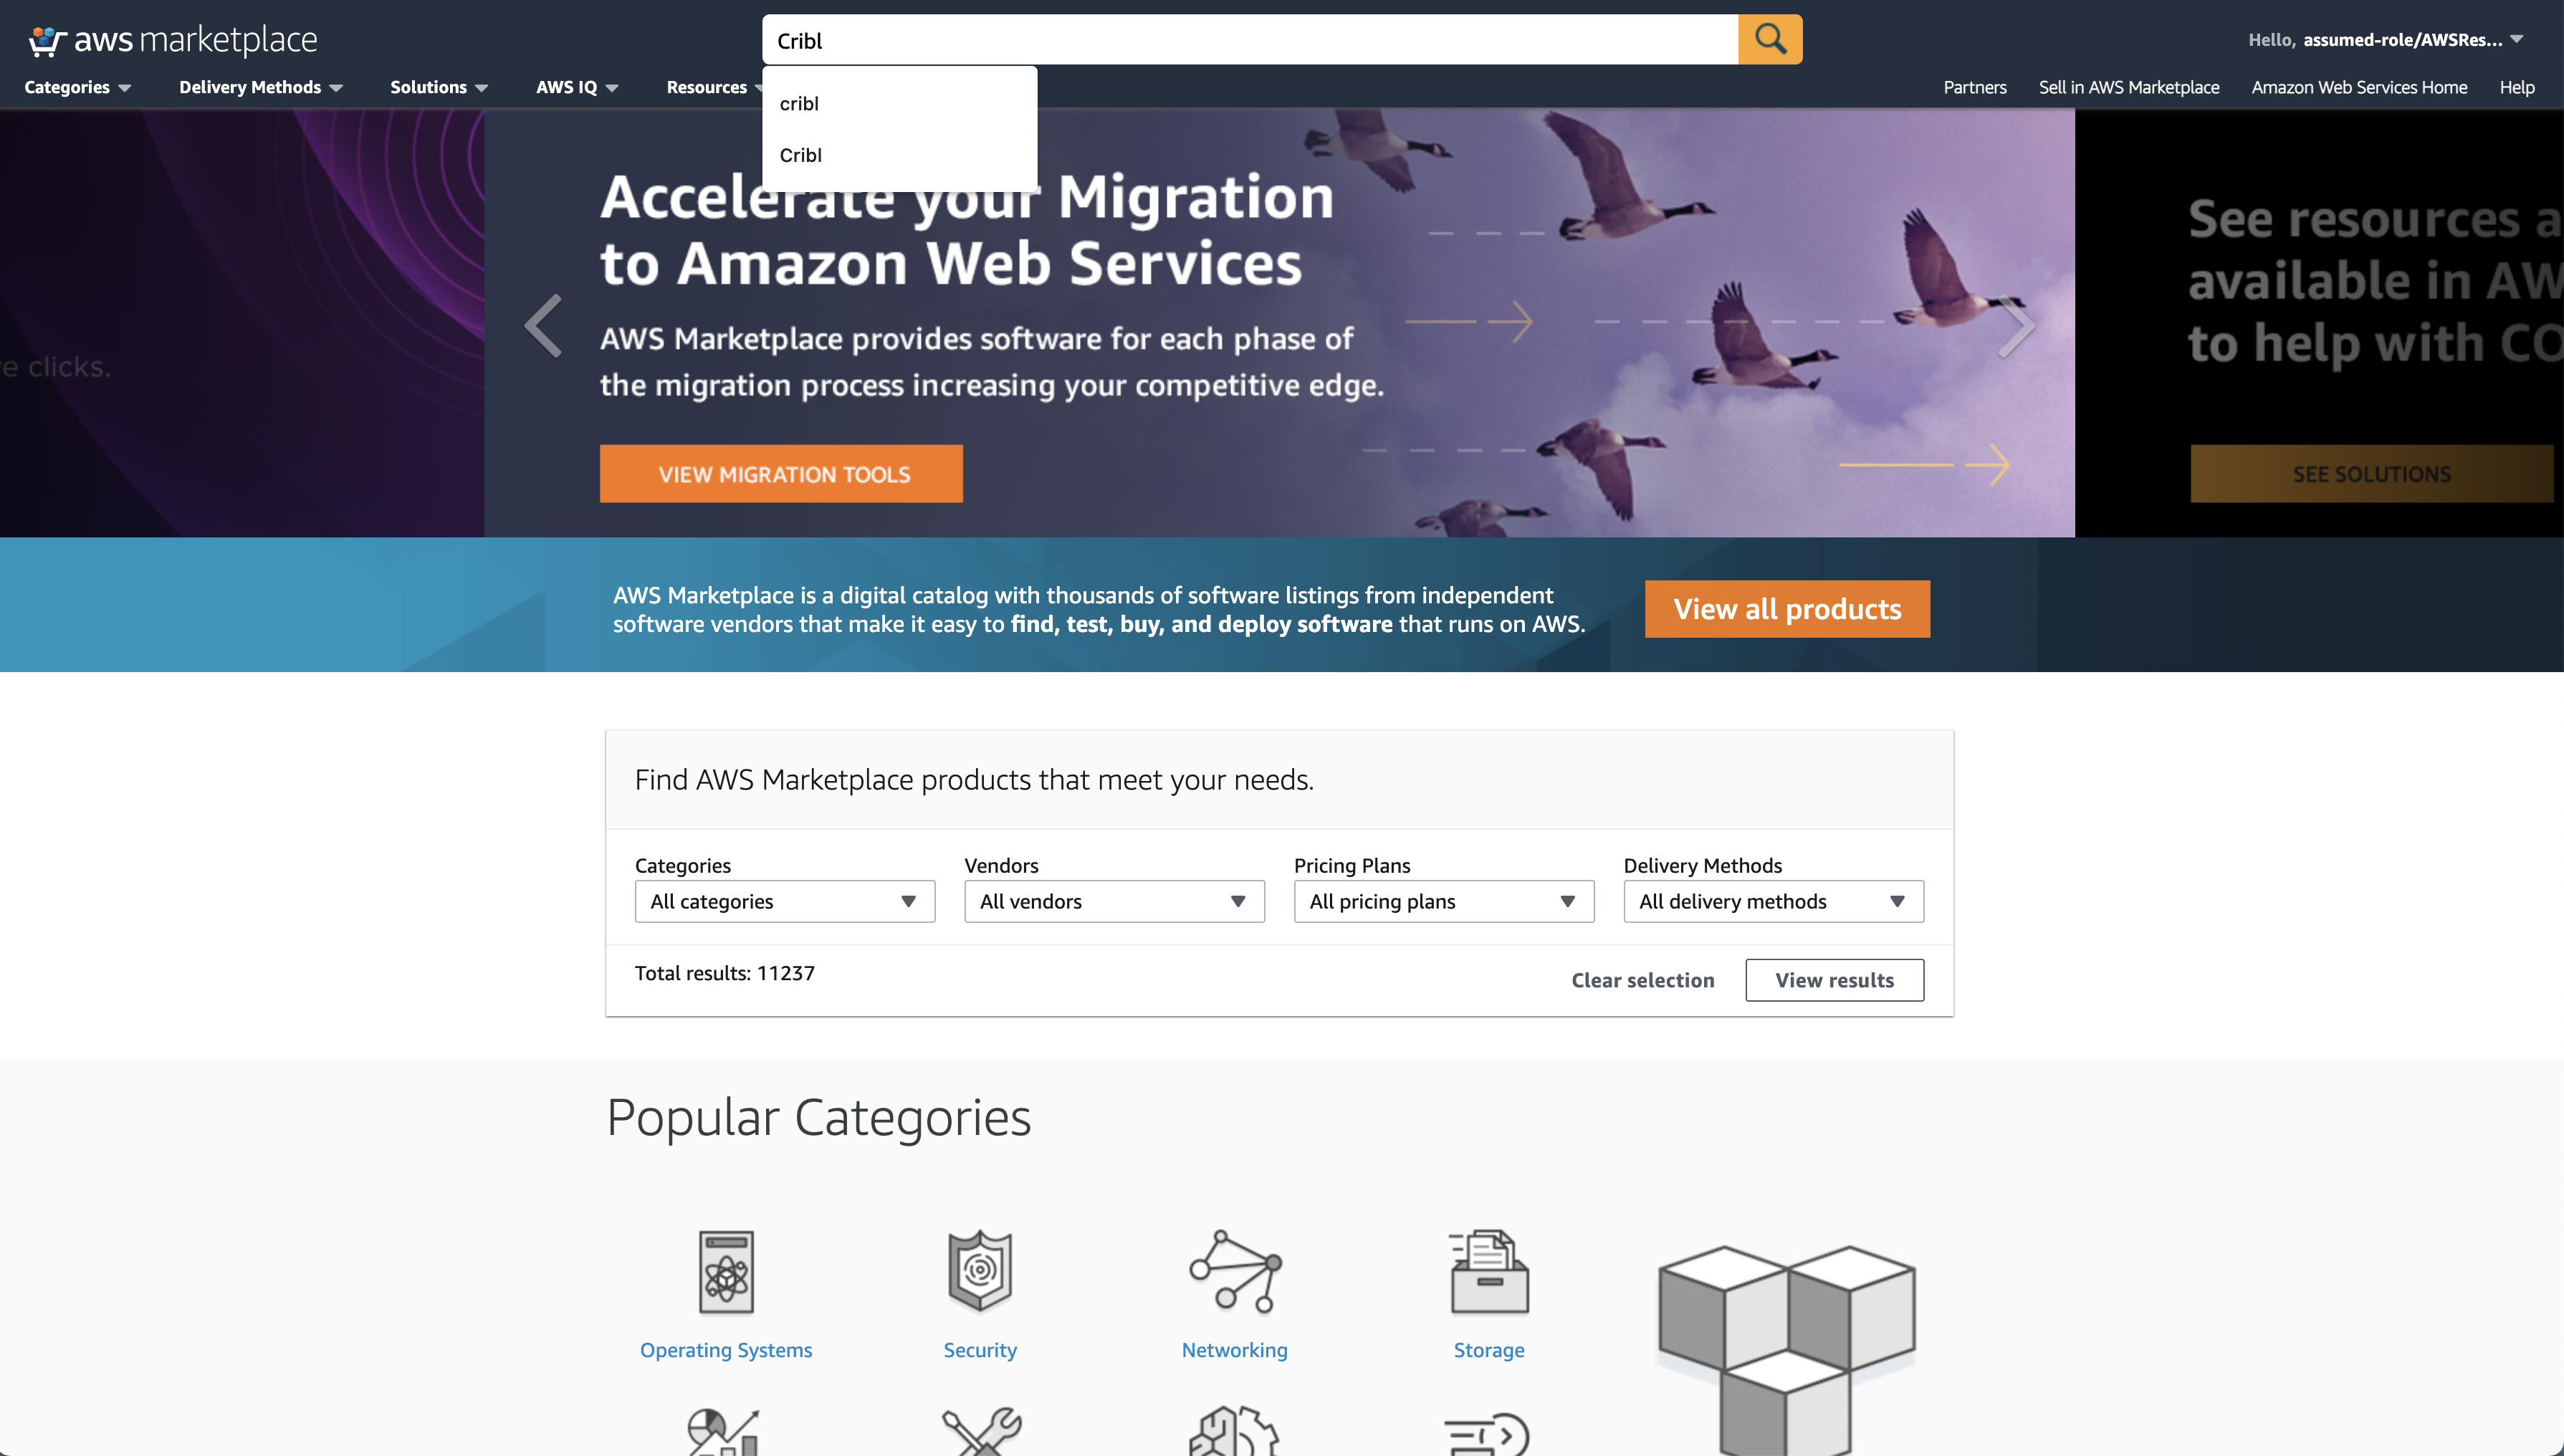 aws marketplace
Cribl
Hello, assumed-role/AWSRes...
Categories
Delivery Methods
Solutions
AWS IQ
Resources
Partners
Sell in AWS Marketplace
Amazon Web Services Home
Help
cribl
Cribl
e clicks.
Accelerate your Migration
to Amazon Web Services
AWS Marketplace provides software for each phase of
the migration process increasing your competitive edge.
VIEW MIGRATION TOOLS
See resources a
available in AW
to help with CO
SEE SOLUTIONS
AWS Marketplace is a digital catalog with thousands of software listings from independent
software vendors that make it easy to find, test, buy, and deploy software that runs on AWS.
View all products
Find AWS Marketplace products that meet your needs.
Categories
Vendors
Pricing Plans
Delivery Methods
All categories
All vendors
All pricing plans
All delivery methods
Total results: 11237
Clear selection
View results
Popular Categories
Operating Systems
Security
Networking
Storage